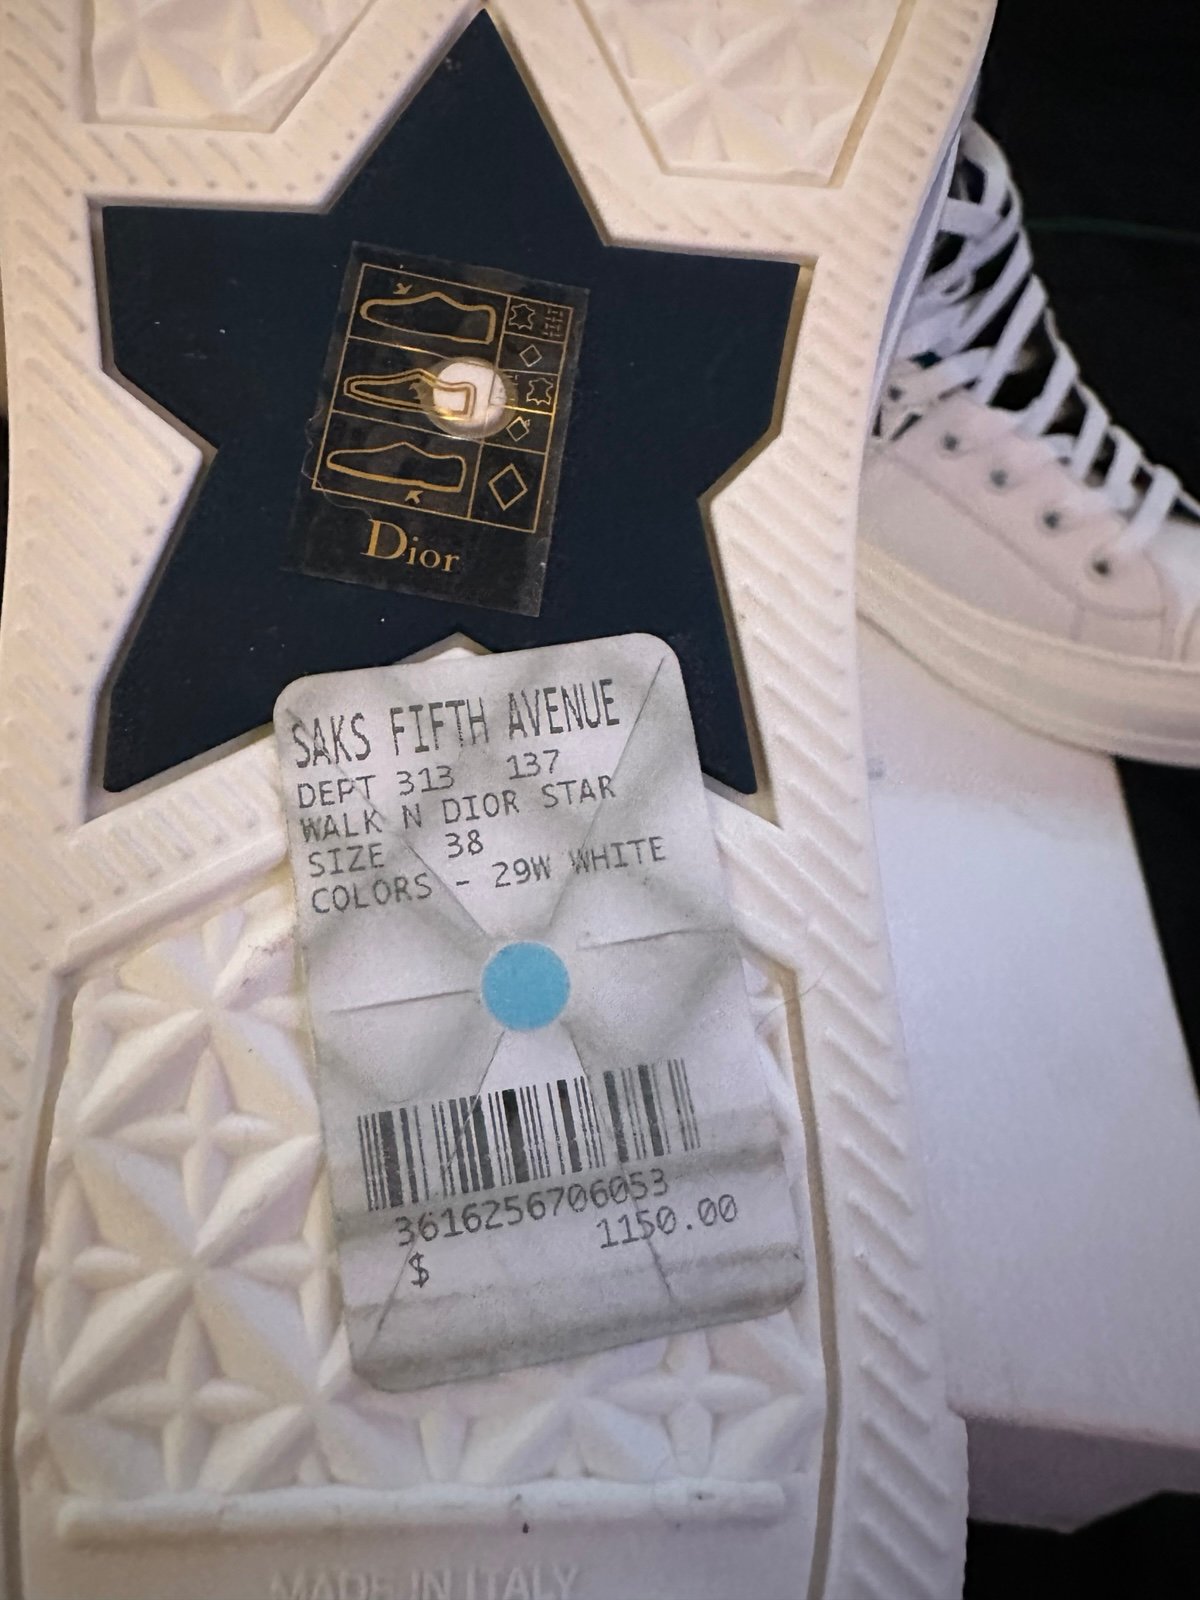 Dior
SAKS FIFTH AVENUE
DEPT 313 137
WALK N DIOR STAR
SIZE 38
COLORS - 29W WHITE
3616256706053
$ 1150.00
MADE IN ITALY